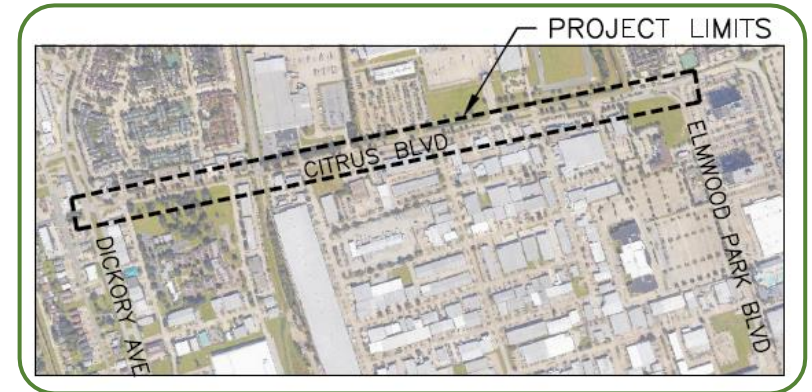 PROJECT LIMITS
CITRUS BLVD
DICKORY AVE.
ELMWOOD PARK BLVD